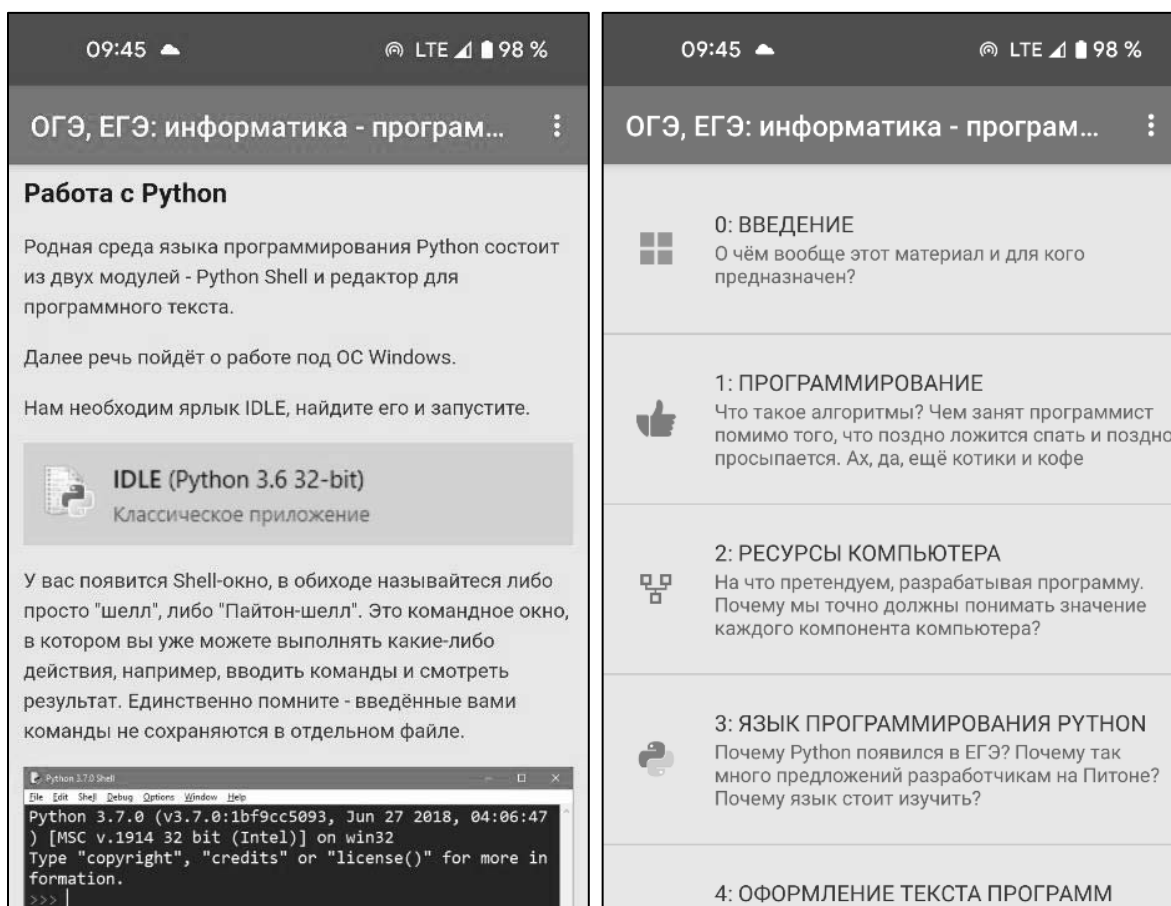 09:45 LTE 98 %
ОГЭ, ЕГЭ: информатика - програм...
Работа с Python
Родная среда языка программирования Python состоит
из двух модулей - Python Shell и редактор для
программного текста.
Далее речь пойдёт о работе под ОС Windows.
Нам необходим ярлык IDLE, найдите его и запустите.
IDLE (Python 3.6 32-bit)
Классическое приложение
У вас появится Shell-окно, в обиходе называйтеся либо
просто "шелл", либо "Пайтон-шелл". Это командное окно,
в котором вы уже можете выполнять какие-либо
действия, например, вводить команды и смотреть
результат. Единственно помните - введённые вами
команды не сохраняются в отдельном файле.
Python 3.7.0 Shell
File Edit Shell Debug Options Window Help
Python 3.7.0 (v3.7.0:1bf9cc5093, Jun 27 2018, 04:06:47
) [MSC v.1914 32 bit (Intel)] on win32
Type "copyright", "credits" or "license()" for more in
formation.
>>>
09:45 LTE 98 %
ОГЭ, ЕГЭ: информатика - програм...
0: ВВЕДЕНИЕ
О чём вообще этот материал и для кого
предназначен?
1: ПРОГРАММИРОВАНИЕ
Что такое алгоритмы? Чем занят программист
помимо того, что поздно ложится спать и поздно
просыпается. Ах, да, ещё котики и кофе
2: РЕСУРСЫ КОМПЬЮТЕРА
На что претендуем, разрабатывая программу.
Почему мы точно должны понимать значение
каждого компонента компьютера?
3: ЯЗЫК ПРОГРАММИРОВАНИЯ PYTHON
Почему Python появился в ЕГЭ? Почему так
много предложений разработчикам на Питоне?
Почему язык стоит изучить?
4: ОФОРМЛЕНИЕ ТЕКСТА ПРОГРАММ